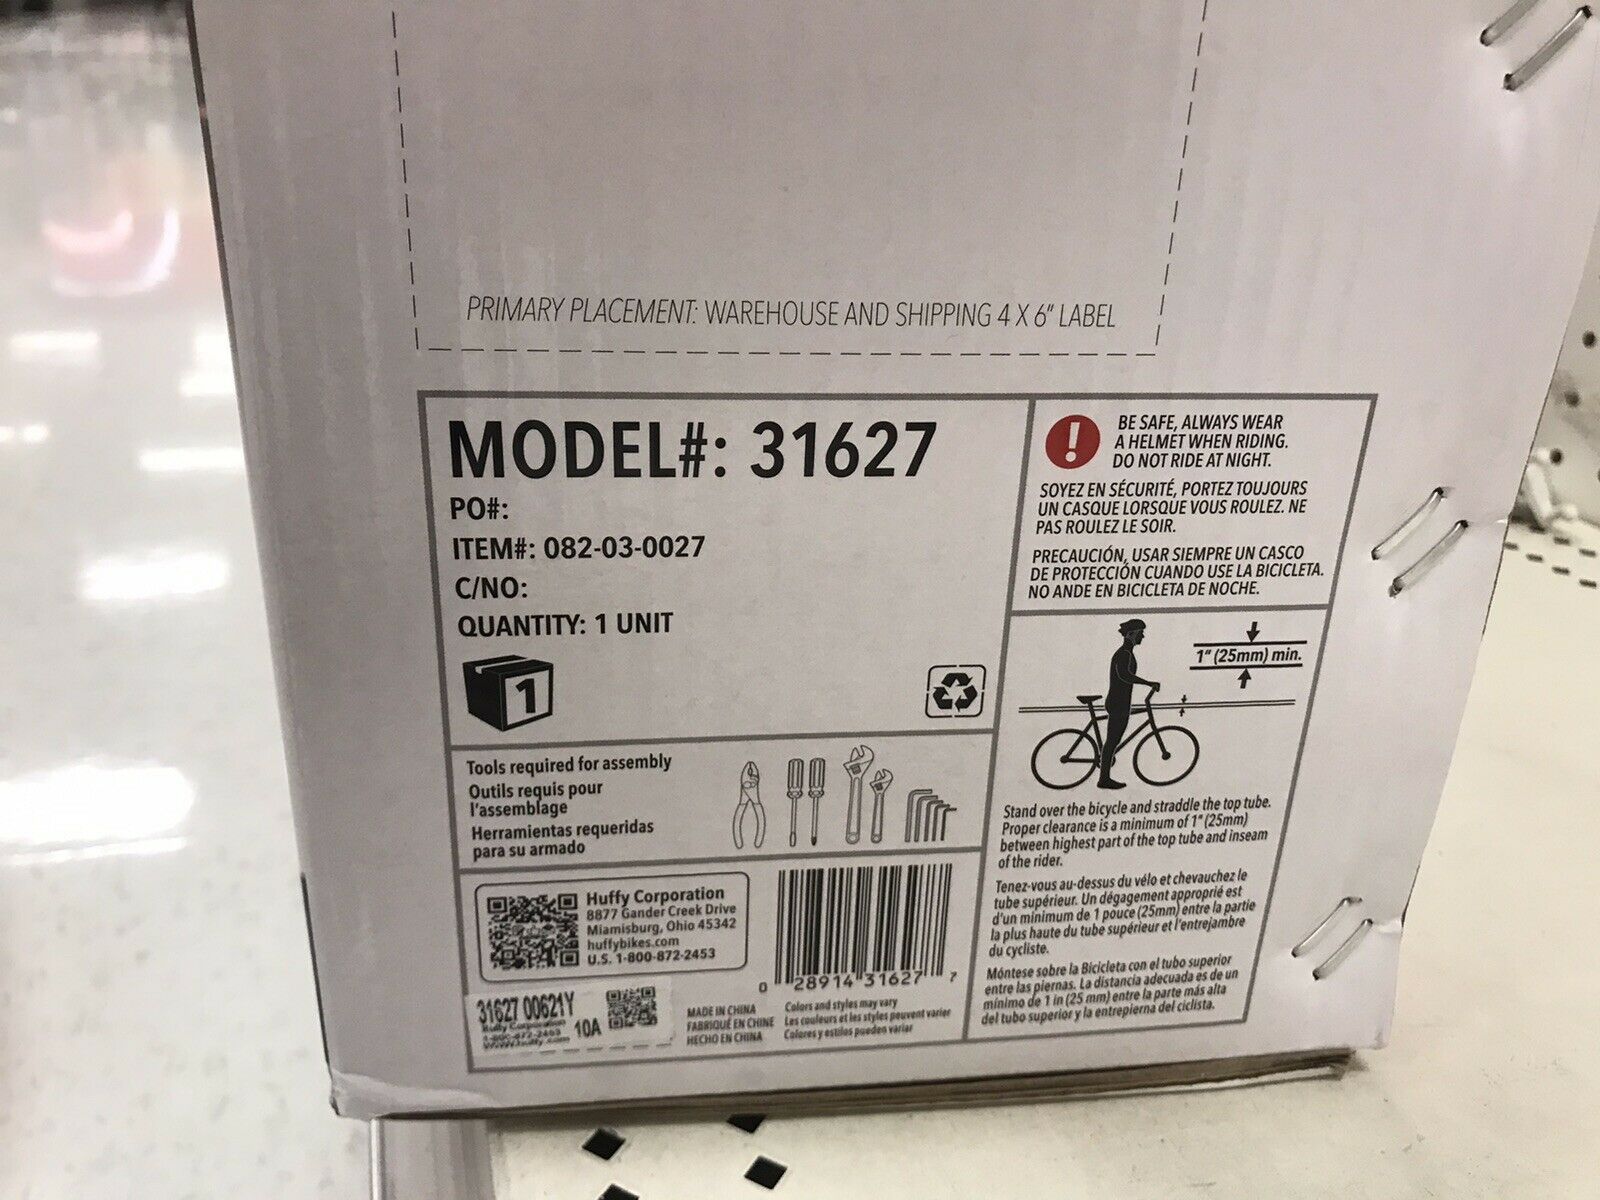 PRIMARY PLACEMENT: WAREHOUSE AND SHIPPING 4 X 6" LABEL
MODEL#: 31627
PO#:
ITEM#: 082-03-0027
C/NO:
QUANTITY: 1 UNIT
1
Tools required for assembly
Outils requis pour
l'assemblage
Herramientas requeridas
para su armado
Huffy Corporation
8877 Gander Creek Drive
Miamisburg, Ohio 45342
huffybikes.com
U.S. 1-800-872-2453
0 28914 31627 7
31627 00621Y
Huffy Corporation
1-800-872-2453
www.huffy.com
10A
MADE IN CHINA
FABRIQUÉ EN CHINE
HECHO EN CHINA
Colors and styles may vary
Les couleurs et les styles peuvent varier
Colores y estilos pueden variar
!
BE SAFE, ALWAYS WEAR
A HELMET WHEN RIDING.
DO NOT RIDE AT NIGHT.
SOYEZ EN SÉCURITÉ, PORTEZ TOUJOURS
UN CASQUE LORSQUE VOUS ROULEZ. NE
PAS ROULEZ LE SOIR.
PRECAUCIÓN, USAR SIEMPRE UN CASCO
DE PROTECCIÓN CUANDO USE LA BICICLETA.
NO ANDE EN BICICLETA DE NOCHE.
1" (25mm) min.
Stand over the bicycle and straddle the top tube.
Proper clearance is a minimum of 1" (25mm)
between highest part of the top tube and inseam
of the rider.
Tenez-vous au-dessus du vélo et chevauchez le
tube supérieur. Un dégagement approprié est
d'un minimum de 1 pouce (25mm) entre la partie
la plus haute du tube supérieur et l'entrejambre
du cycliste.
Móntese sobre la Bicicleta con el tubo superior
entre las piernas. La distancia adecuada es de un
mínimo de 1 in (25 mm) entre la parte más alta
del tubo superior y la entrepierna del ciclista.